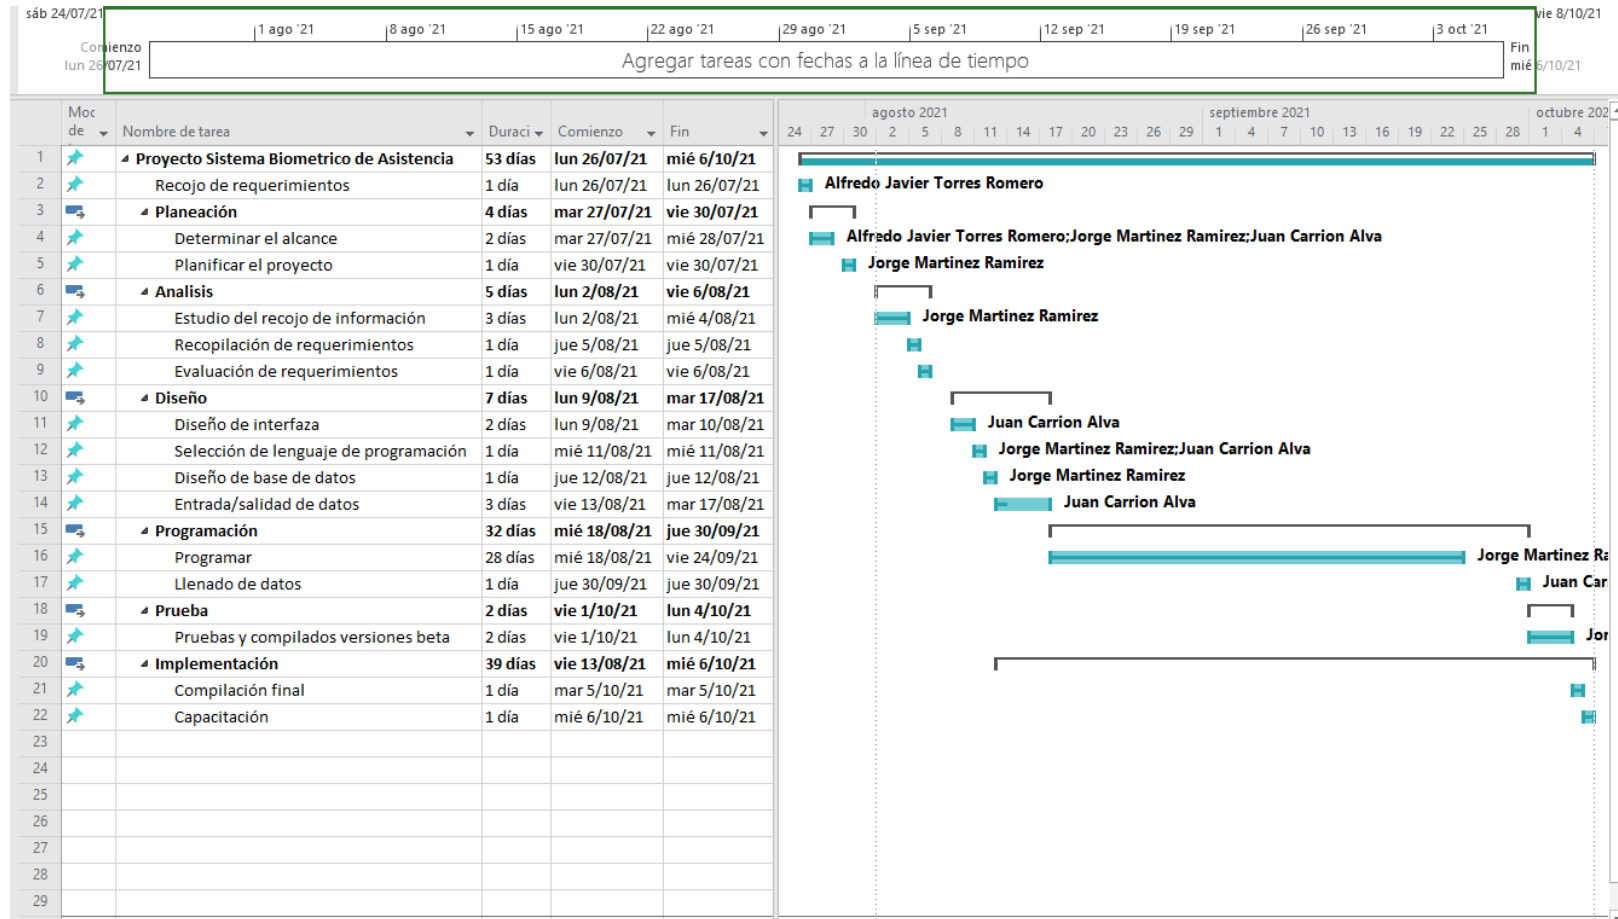 sáb 24/07/21 vie 8/10/21
1 ago '21 8 ago '21 15 ago '21 22 ago '21 29 ago '21 5 sep '21 12 sep '21 19 sep '21 26 sep '21 3 oct '21
Comienzo Fin
lun 26/07/21 Agregar tareas con fechas a la línea de tiempo mié 6/10/21
agosto 2021 septiembre 2021 octubre 202
Moc
de Nombre de tarea Duraci Comienzo Fin 24 27 30 2 5 8 11 14 17 20 23 26 29 1 4 7 10 13 16 19 22 25 28 1 4
1 Proyecto Sistema Biometrico de Asistencia 53 días lun 26/07/21 mié 6/10/21
2 Recojo de requerimientos 1 día lun 26/07/21 lun 26/07/21 Alfredo Javier Torres Romero
3 Planeación 4 días mar 27/07/21 vie 30/07/21
4 Determinar el alcance 2 días mar 27/07/21 mié 28/07/21 Alfredo Javier Torres Romero;Jorge Martinez Ramirez;Juan Carrion Alva
5 Planificar el proyecto 1 día vie 30/07/21 vie 30/07/21 Jorge Martinez Ramirez
6 Analisis 5 días lun 2/08/21 vie 6/08/21
7 Estudio del recojo de información 3 días lun 2/08/21 mié 4/08/21 Jorge Martinez Ramirez
8 Recopilación de requerimientos 1 día jue 5/08/21 jue 5/08/21
9 Evaluación de requerimientos 1 día vie 6/08/21 vie 6/08/21
10 Diseño 7 días lun 9/08/21 mar 17/08/21
11 Diseño de interfaza 2 días lun 9/08/21 mar 10/08/21 Juan Carrion Alva
12 Selección de lenguaje de programación 1 día mié 11/08/21 mié 11/08/21 Jorge Martinez Ramirez;Juan Carrion Alva
13 Diseño de base de datos 1 día jue 12/08/21 jue 12/08/21 Jorge Martinez Ramirez
14 Entrada/salidad de datos 3 días vie 13/08/21 mar 17/08/21 Juan Carrion Alva
15 Programación 32 días mié 18/08/21 jue 30/09/21
16 Programar 28 días mié 18/08/21 vie 24/09/21 Jorge Martinez Ra
17 Llenado de datos 1 día jue 30/09/21 jue 30/09/21 Juan Car
18 Prueba 2 días vie 1/10/21 lun 4/10/21
19 Pruebas y compilados versiones beta 2 días vie 1/10/21 lun 4/10/21 Jor
20 Implementación 39 días vie 13/08/21 mié 6/10/21
21 Compilación final 1 día mar 5/10/21 mar 5/10/21
22 Capacitación 1 día mié 6/10/21 mié 6/10/21
23
24
25
26
27
28
29